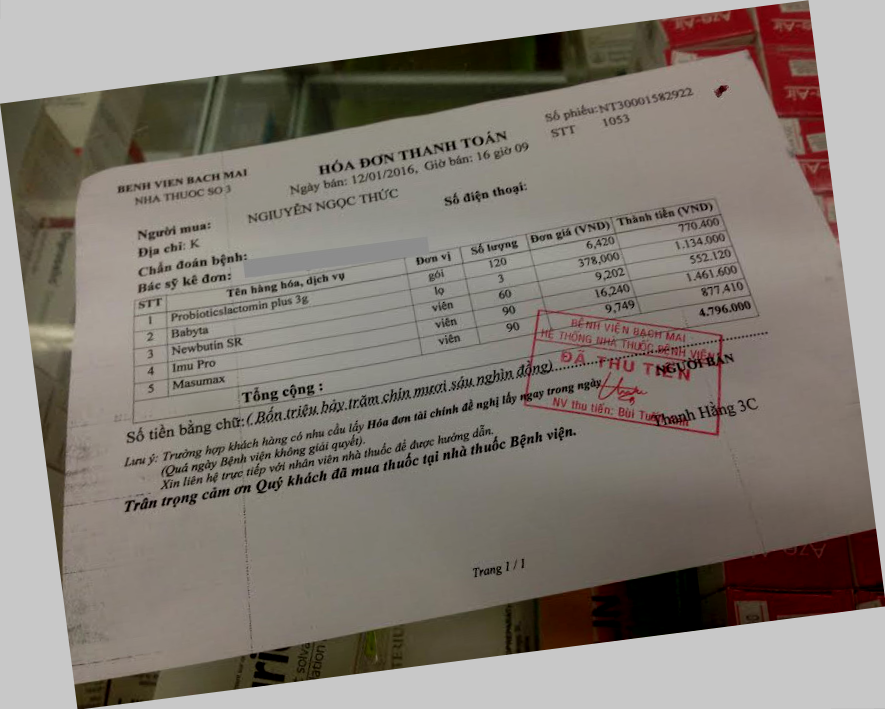 Số phiếu: NT30001582922
STT 1053
BENH VIEN BACH MAI
NHA THUOC SO 3
HÓA ĐƠN THANH TOÁN
Ngày bán: 12/01/2016, Giờ bán: 16 giờ 09
Người mua: NGIUYÊN NGỌC THỨC Số điện thoại:
Địa chỉ: K
Chẩn đoán bệnh:
Bác sỹ kê đơn:
STT Tên hàng hóa, dịch vụ Đơn vị Số lượng Đơn giá (VND) Thành tiền (VND)
1 Probioticslactomin plus 3g gói 120 6,420 770.400
2 Babyta lọ 3 378,000 1.134.000
3 Newbutin SR viên 60 9,202 552.120
4 Imu Pro viên 90 16,240 1.461.600
5 Masumax viên 90 9,749 877.410
Tổng cộng : 4.796.000
Số tiền bằng chữ: ( Bốn triệu bảy trăm chín mươi sáu nghìn đồng)
Lưu ý: Trường hợp khách hàng có nhu cầu lấy Hóa đơn tài chính đề nghị lấy ngay trong ngày
(Quá ngày Bệnh viện không giải quyết).
Xin liên hệ trực tiếp với nhân viên nhà thuốc để được hướng dẫn.
Trân trọng cảm ơn Quý khách đã mua thuốc tại nhà thuốc Bệnh viện.
BỆNH VIỆN BẠCH MAI
HỆ THỐNG NHÀ THUỐC BỆNH VIỆN
ĐÃ THU TIỀN
NV thu tiền: Bùi
NGƯỜI BÁN
Thanh Hằng 3C
Trang 1 / 1